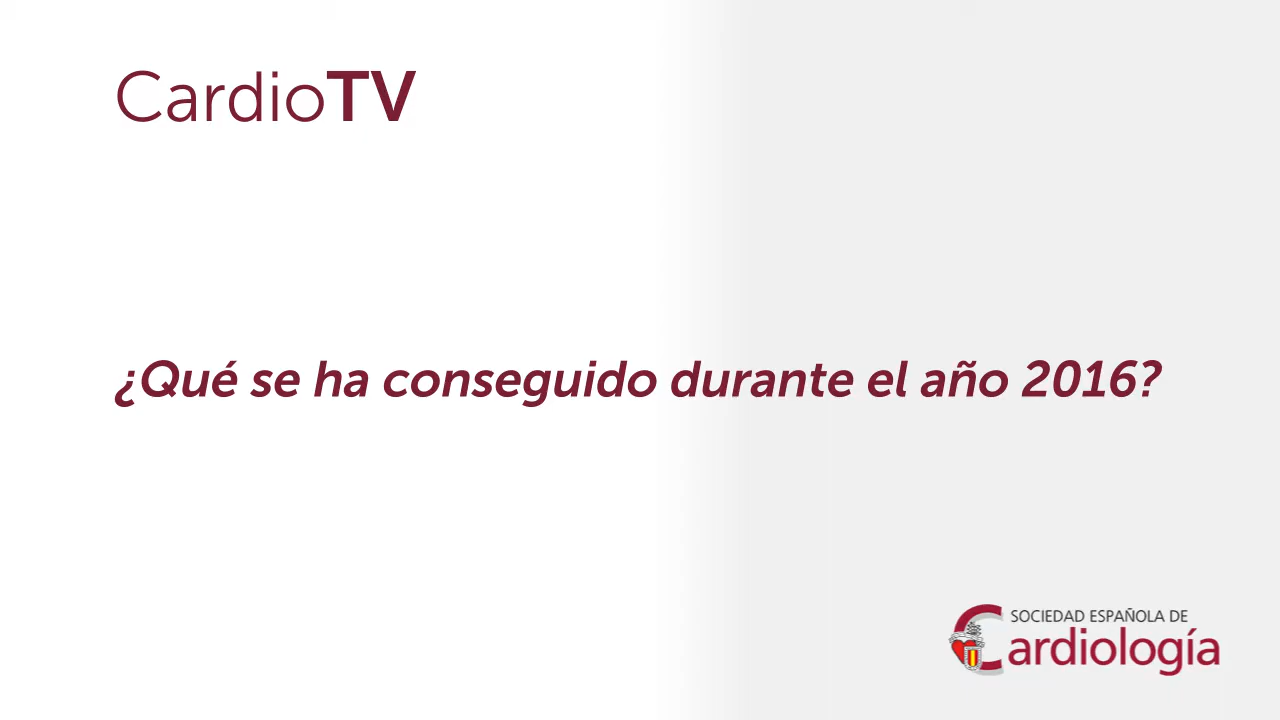 CardioTV
¿Qué se ha conseguido durante el año 2016?
SOCIEDAD ESPAÑOLA DE
Cardiología